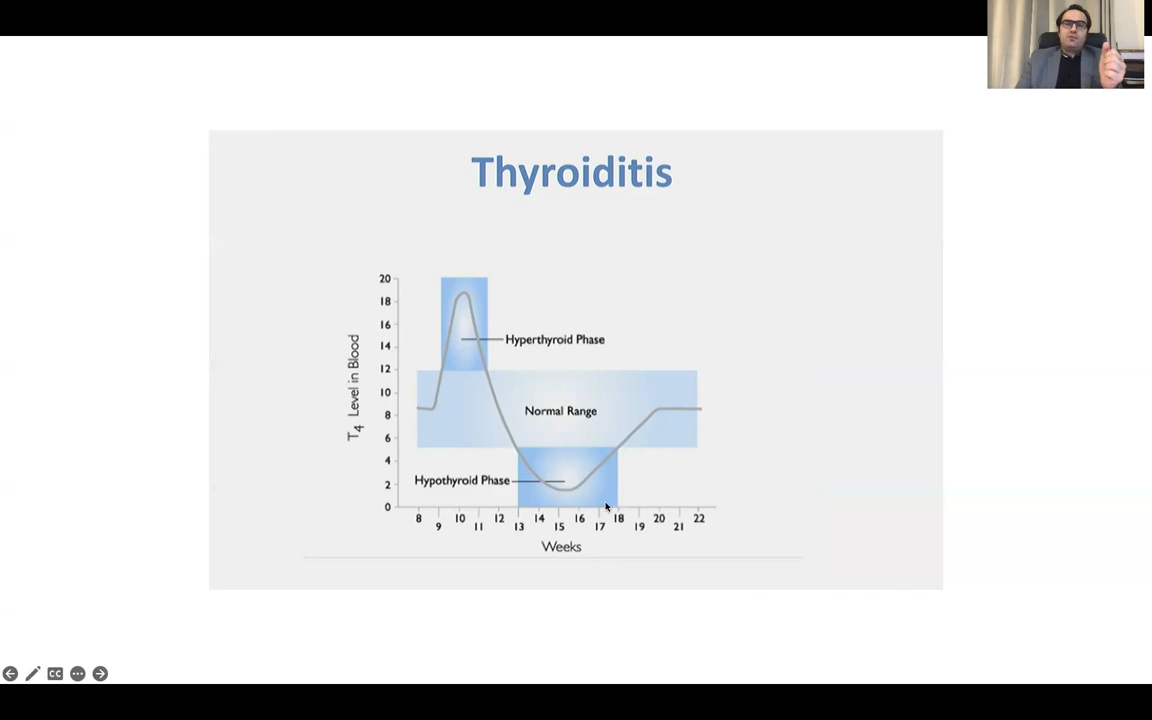 Thyroiditis
20
18
16
14
12
10
8
6
4
2
0
T4 Level in Blood
Hyperthyroid Phase
Normal Range
Hypothyroid Phase
8 9 10 11 12 13 14 15 16 17 18 19 20 21 22
Weeks
CC